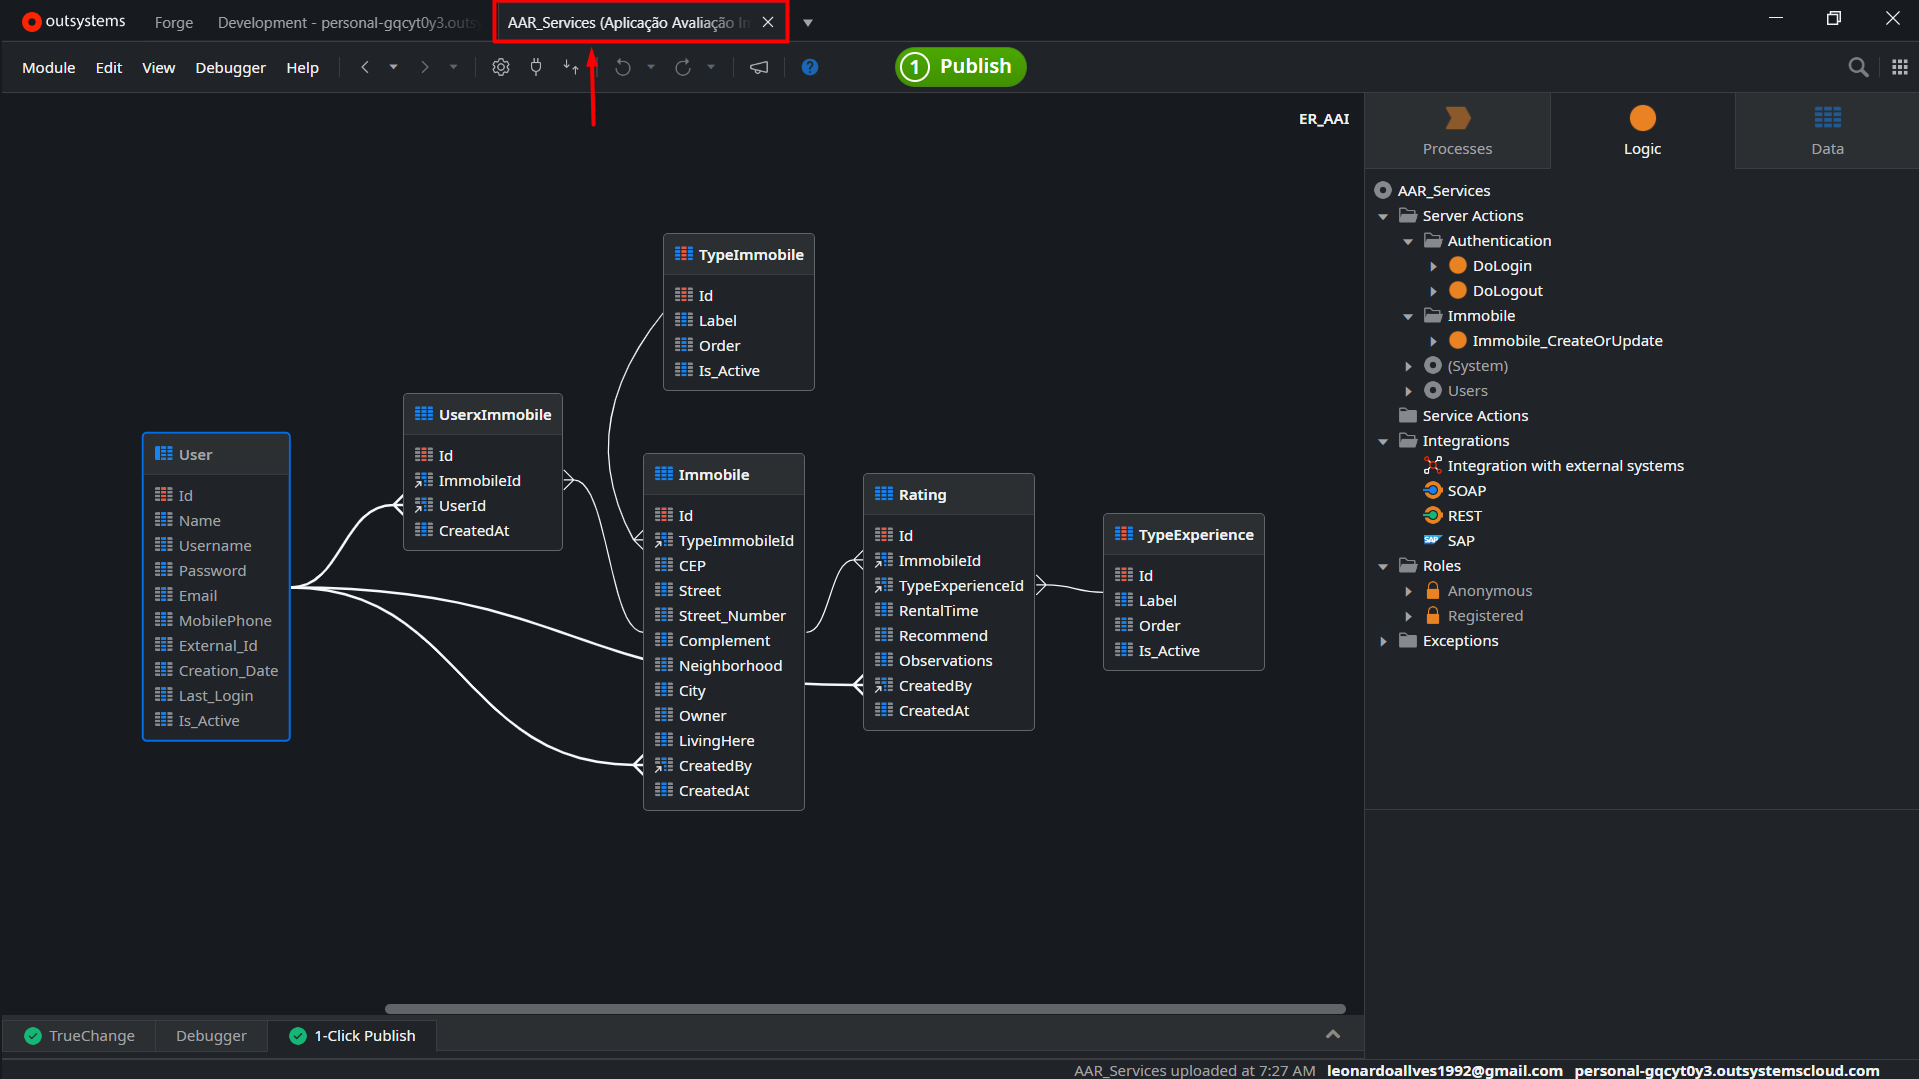 outsystems
Forge
Development - personal-gqcyt0y3.outs
AAR_Services (Aplicação Avaliação Im
Module
Edit
View
Debugger
Help
1 Publish
ER_AAI
TypeImmobile
Id
Label
Order
Is_Active
UserxImmobile
Id
ImmobileId
UserId
CreatedAt
User
Id
Name
Username
Password
Email
MobilePhone
External_Id
Creation_Date
Last_Login
Is_Active
Immobile
Id
TypeImmobileId
CEP
Street
Street_Number
Complement
Neighborhood
City
Owner
LivingHere
CreatedBy
CreatedAt
Rating
Id
ImmobileId
TypeExperienceId
RentalTime
Recommend
Observations
CreatedBy
CreatedAt
TypeExperience
Id
Label
Order
Is_Active
Processes
Logic
Data
AAR_Services
Server Actions
Authentication
DoLogin
DoLogout
Immobile
Immobile_CreateOrUpdate
(System)
Users
Service Actions
Integrations
Integration with external systems
SOAP
REST
SAP SAP
Roles
Anonymous
Registered
Exceptions
TrueChange
Debugger
1-Click Publish
AAR_Services uploaded at 7:27 AM leonardoallves1992@gmail.com personal-gqcyt0y3.outsystemscloud.com